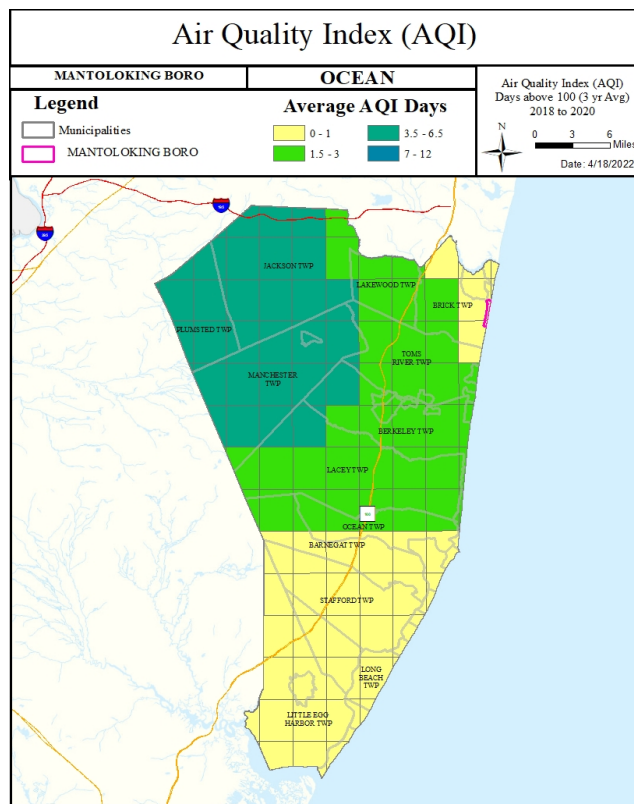 Air Quality Index (AQI)
MANTOLOKING BORO
OCEAN
Air Quality Index (AQI)
Days above 100 (3 yr Avg)
2018 to 2020
Legend
Municipalities
MANTOLOKING BORO
Average AQI Days
0 - 1
1.5 - 3
3.5 - 6.5
7 - 12
N
0 3 6
Miles
Date: 4/18/2022
JACKSON TWP
LAKEWOOD TWP
BRICK TWP
PLUMSTED TWP
TOMS
RIVER TWP
MANCHESTER
TWP
BERKELEY TWP
LACEY TWP
OCEAN TWP
BARNEGAT TWP
STAFFORD TWP
LONG
BEACH
TWP
LITTLE EGG
HARBOR TWP